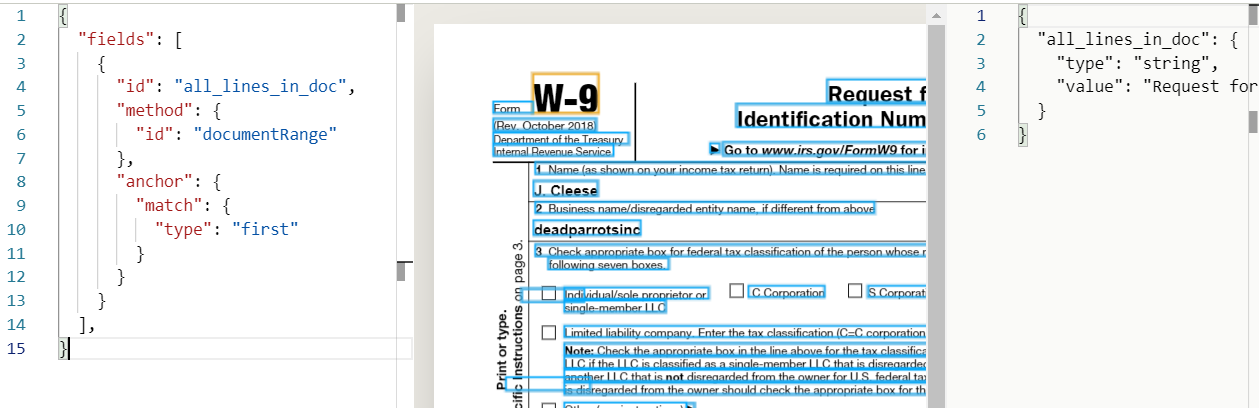 1 {
2 "fields": [
3 {
4 "id": "all_lines_in_doc",
5 "method": {
6 "id": "documentRange"
7 },
8 "anchor": {
9 "match": {
10 "type": "first"
11 }
12 }
13 }
14 ],
15 }
Form W-9
(Rev. October 2018)
Department of the Treasury
Internal Revenue Service
Request f
Identification Num
► Go to www.irs.gov/FormW9 for i
1 Name (as shown on your income tax return). Name is required on this line
J. Cleese
2 Business name/disregarded entity name, if different from above
deadparrotsinc
3 Check appropriate box for federal tax classification of the person whose
following seven boxes.
Individual/sole proprietor or
single-member LLC
C Corporation
S Corporat
Limited liability company. Enter the tax classification (C=C corporation
Note: Check the appropriate box in the line above for the tax classifica
LLC if the LLC is classified as a single-member LLC that is disregarded
another LLC that is not disregarded from the owner for U.S. federal ta
is disregarded from the owner should check the appropriate box for th
Print or type.
cific Instructions on page 3.
1 {
2 "all_lines_in_doc": {
3 "type": "string",
4 "value": "Request for
5 }
6 }